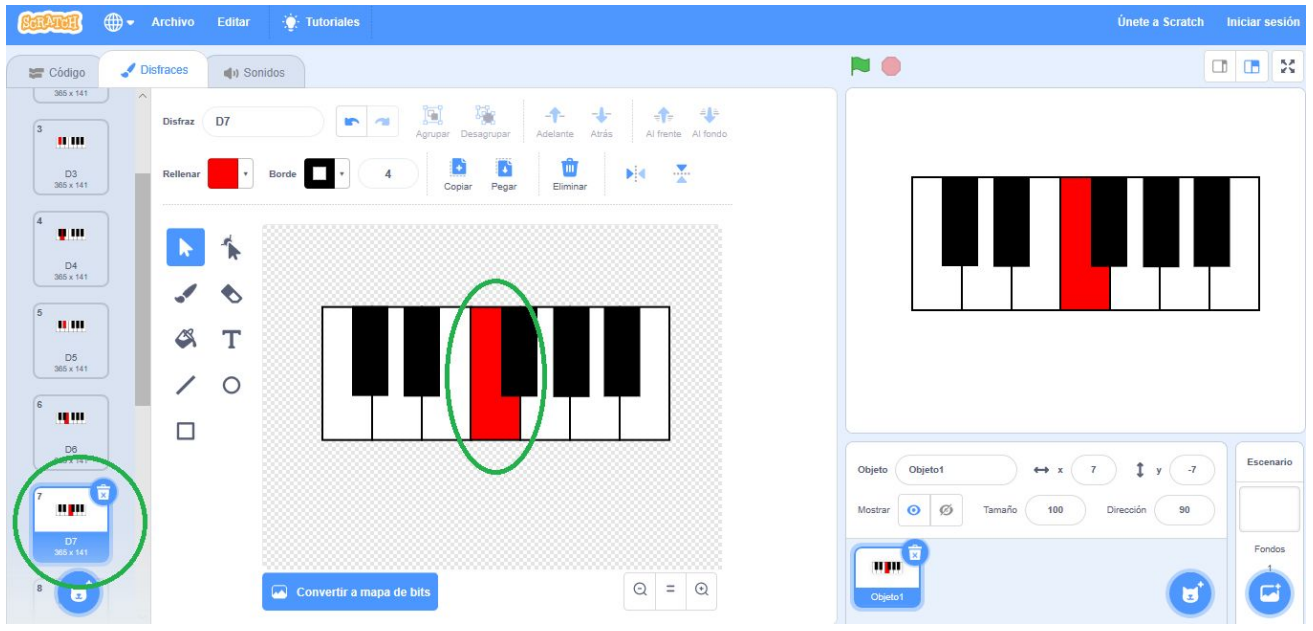 SCRATCH Archivo Editar Tutoriales Únete a Scratch Iniciar sesión
Código Disfraces Sonidos
365 x 141
3
D3
365 x 141
4
D4
365 x 141
5
D5
365 x 141
6
D6
365 x 141
7
D7
365 x 141
8
Disfraz D7 Agrupar Desagrupar Adelante Atrás Al frente Al fondo
Rellenar Borde 4 Copiar Pegar Eliminar
T
Convertir a mapa de bits
=
Objeto Objeto1 x 7 y -7
Mostrar Tamaño 100 Dirección 90
Objeto1
Escenario
Fondos
1